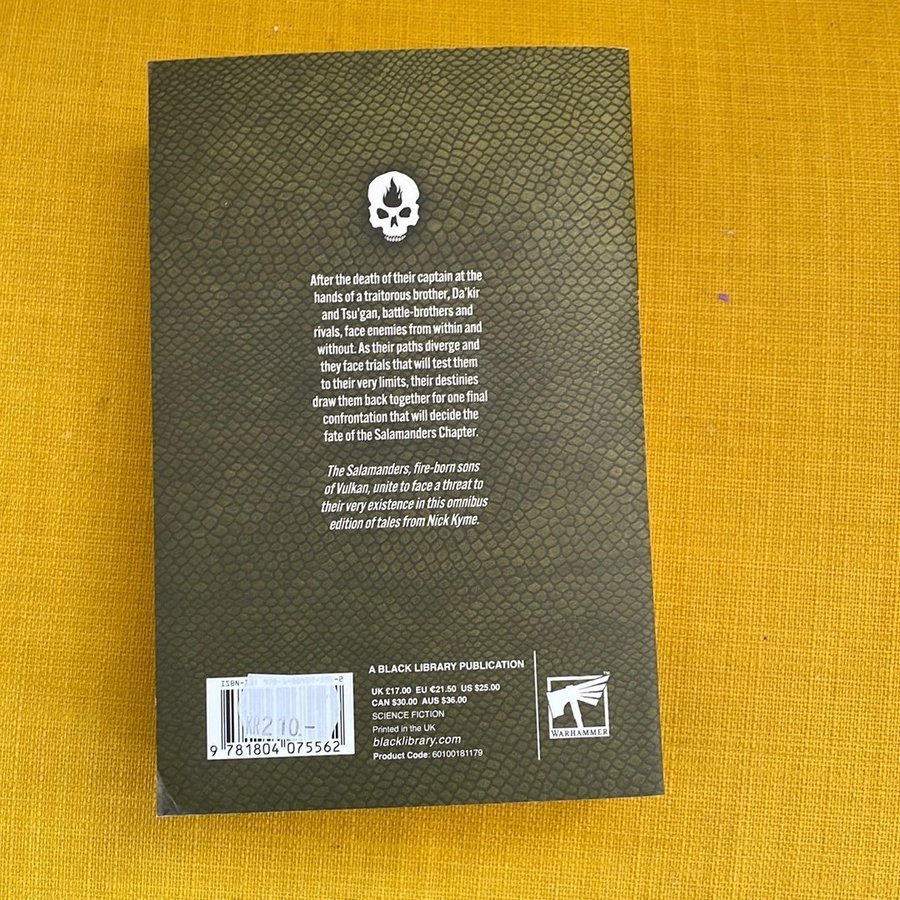 After the death of their captain at the
hands of a traitorous brother, Da'kir
and Tsu'gan, battle-brothers and
rivals, face enemies from within and
without. As their paths diverge and
they face trials that will test them
to their very limits, their destinies
draw them back together for one final
confrontation that will decide the
fate of the Salamanders Chapter.
The Salamanders, fire-born sons
of Vulkan, unite to face a threat to
their very existence in this omnibus
edition of tales from Nick Kyme.
ISBN-
KR210.-
9 781804 075562
A BLACK LIBRARY PUBLICATION
UK £17.00 EU €21.50 US $25.00
CAN $30.00 AUS $36.00
SCIENCE FICTION
Printed in the UK
blacklibrary.com
Product Code: 60100181179
WARHAMMER